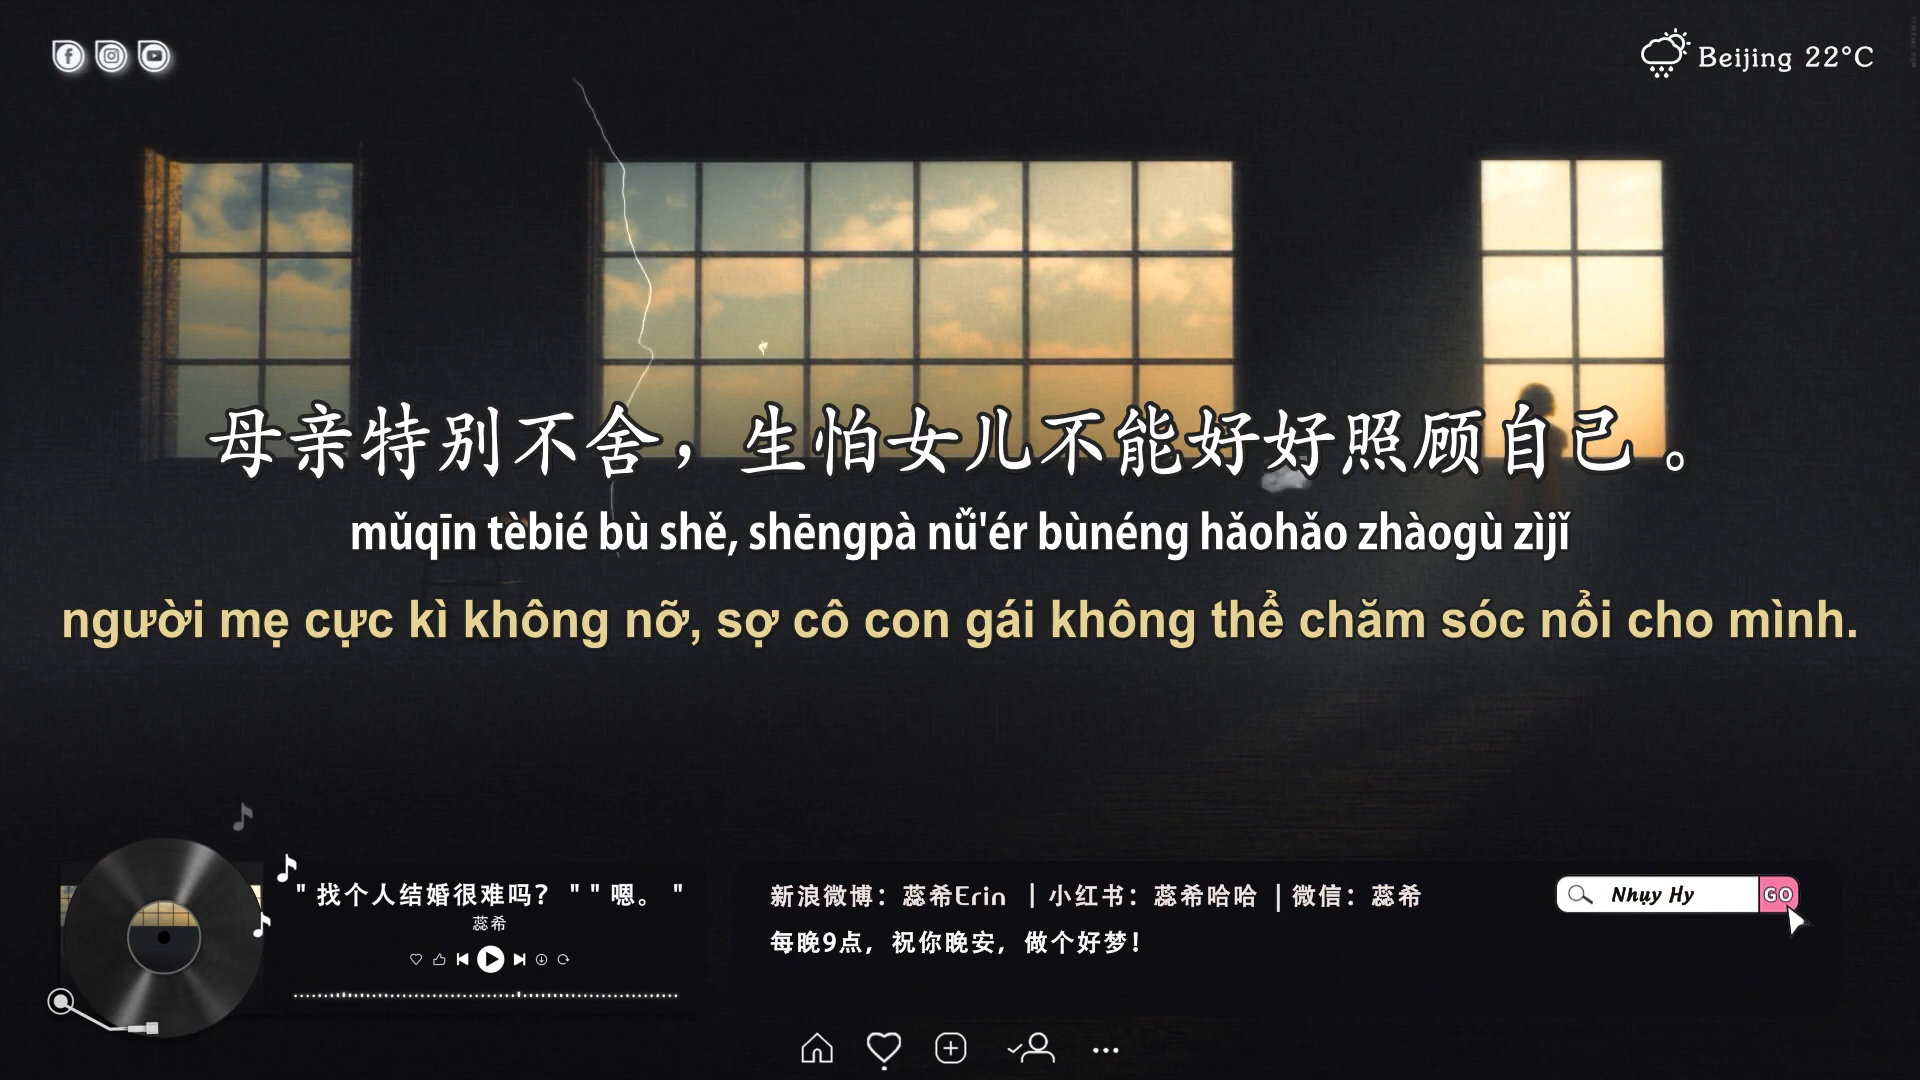 Beijing 22°C
母亲特别不舍，生怕女儿不能好好照顾自己 。
mǔqīn tèbié bù shě, shēngpà nǚ'ér bùnéng hǎohǎo zhàogù zìjǐ
người mẹ cực kì không nỡ, sợ cô con gái không thể chăm sóc nổi cho mình.
" 找个人结婚很难吗？ " " 嗯。 "
蕊希
新浪微博：蕊希Erin ｜小红书：蕊希哈哈 ｜微信：蕊希
每晚9点，祝你晚安，做个好梦！
Nhụy Hy
GO